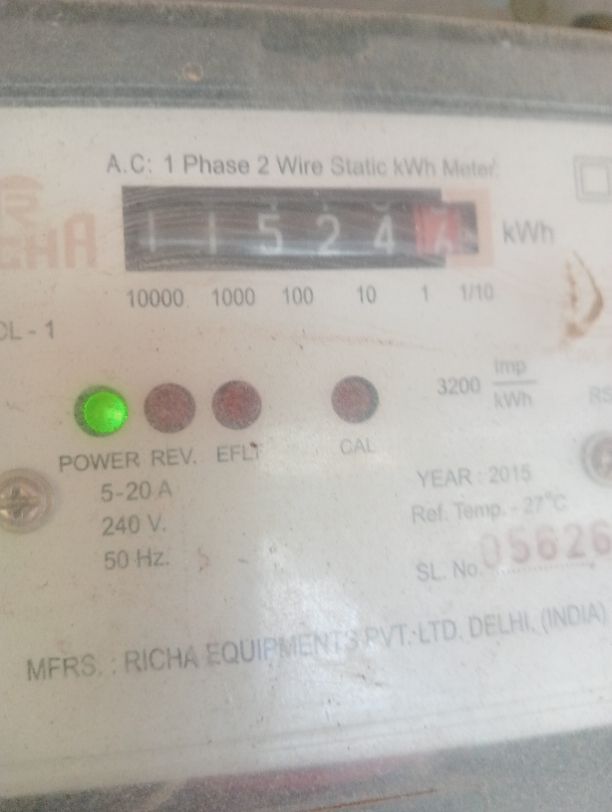 A.C: 1 Phase 2 Wire Static kWh Meter
11524 kWh
10000 1000 100 10 1 1/10
CL - 1
3200 imp/kWh
RS
POWER REV. EFLT CAL
5-20 A
240 V.
50 Hz.
YEAR : 2015
Ref. Temp. - 27°C
SL. No. 05626
MFRS. : RICHA EQUIPMENTS PVT. LTD. DELHI, (INDIA)